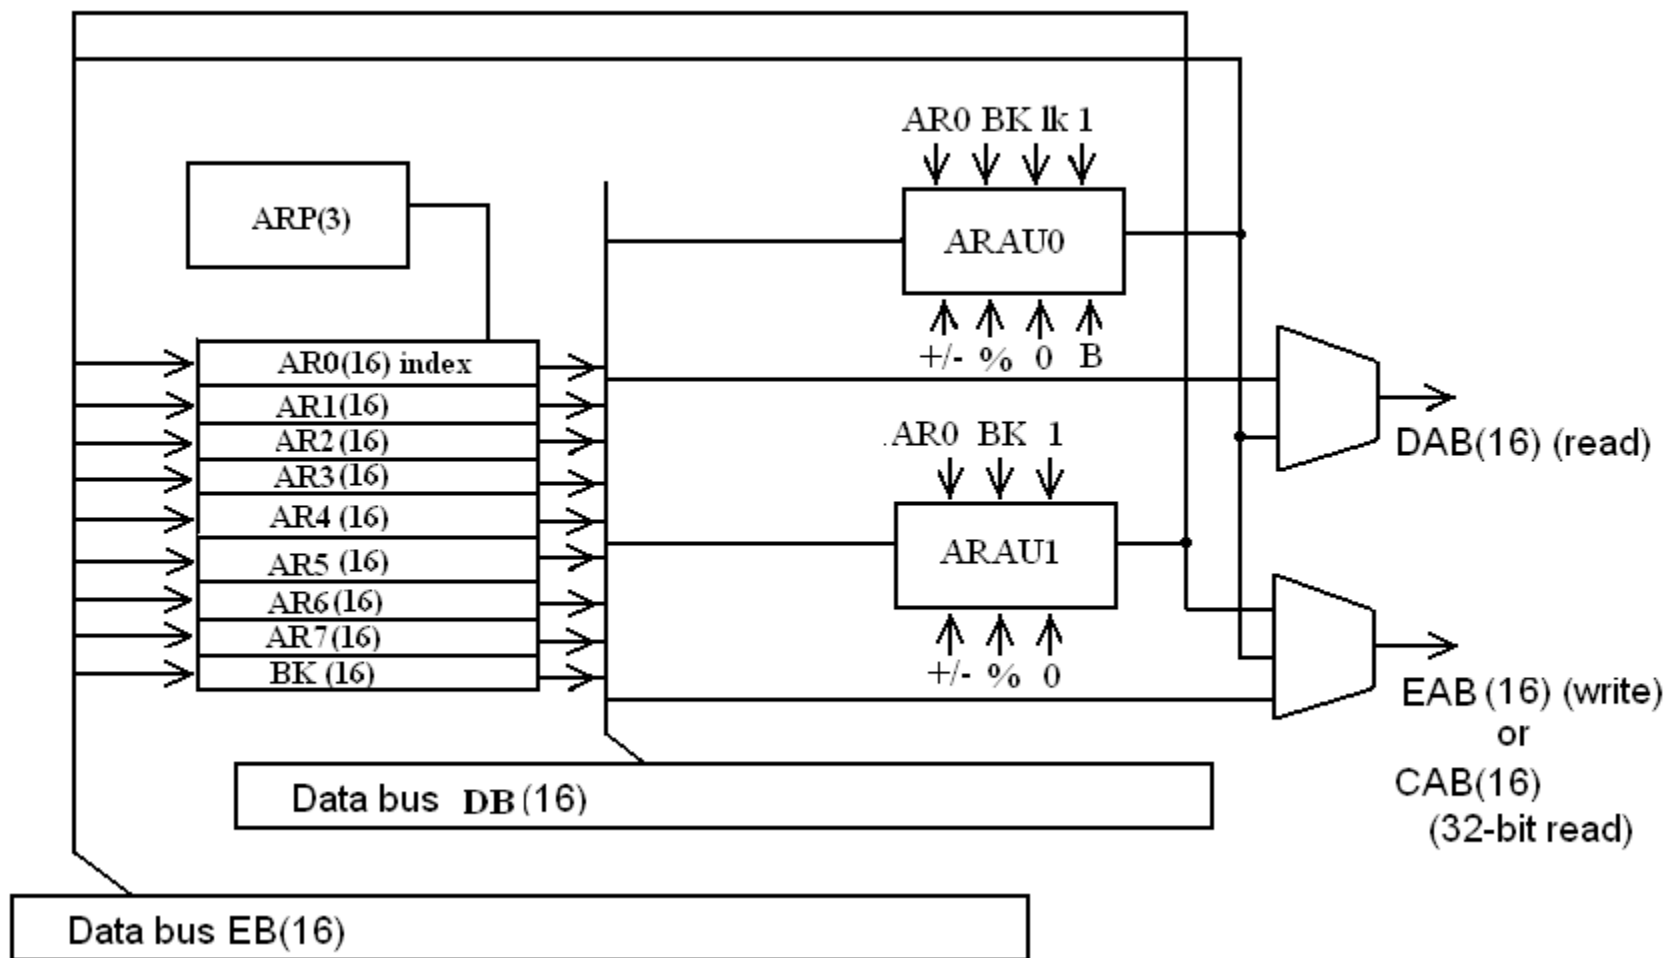 AR0 BK lk 1
ARP(3)
ARAU0
+/- % 0 B
AR0(16) index
AR1(16)
AR2(16)
AR3(16)
AR4 (16)
AR5 (16)
AR6(16)
AR7(16)
BK (16)
.AR0 BK 1
ARAU1
+/- % 0
DAB(16) (read)
EAB (16) (write)
or
CAB(16)
(32-bit read)
Data bus DB (16)
Data bus EB(16)